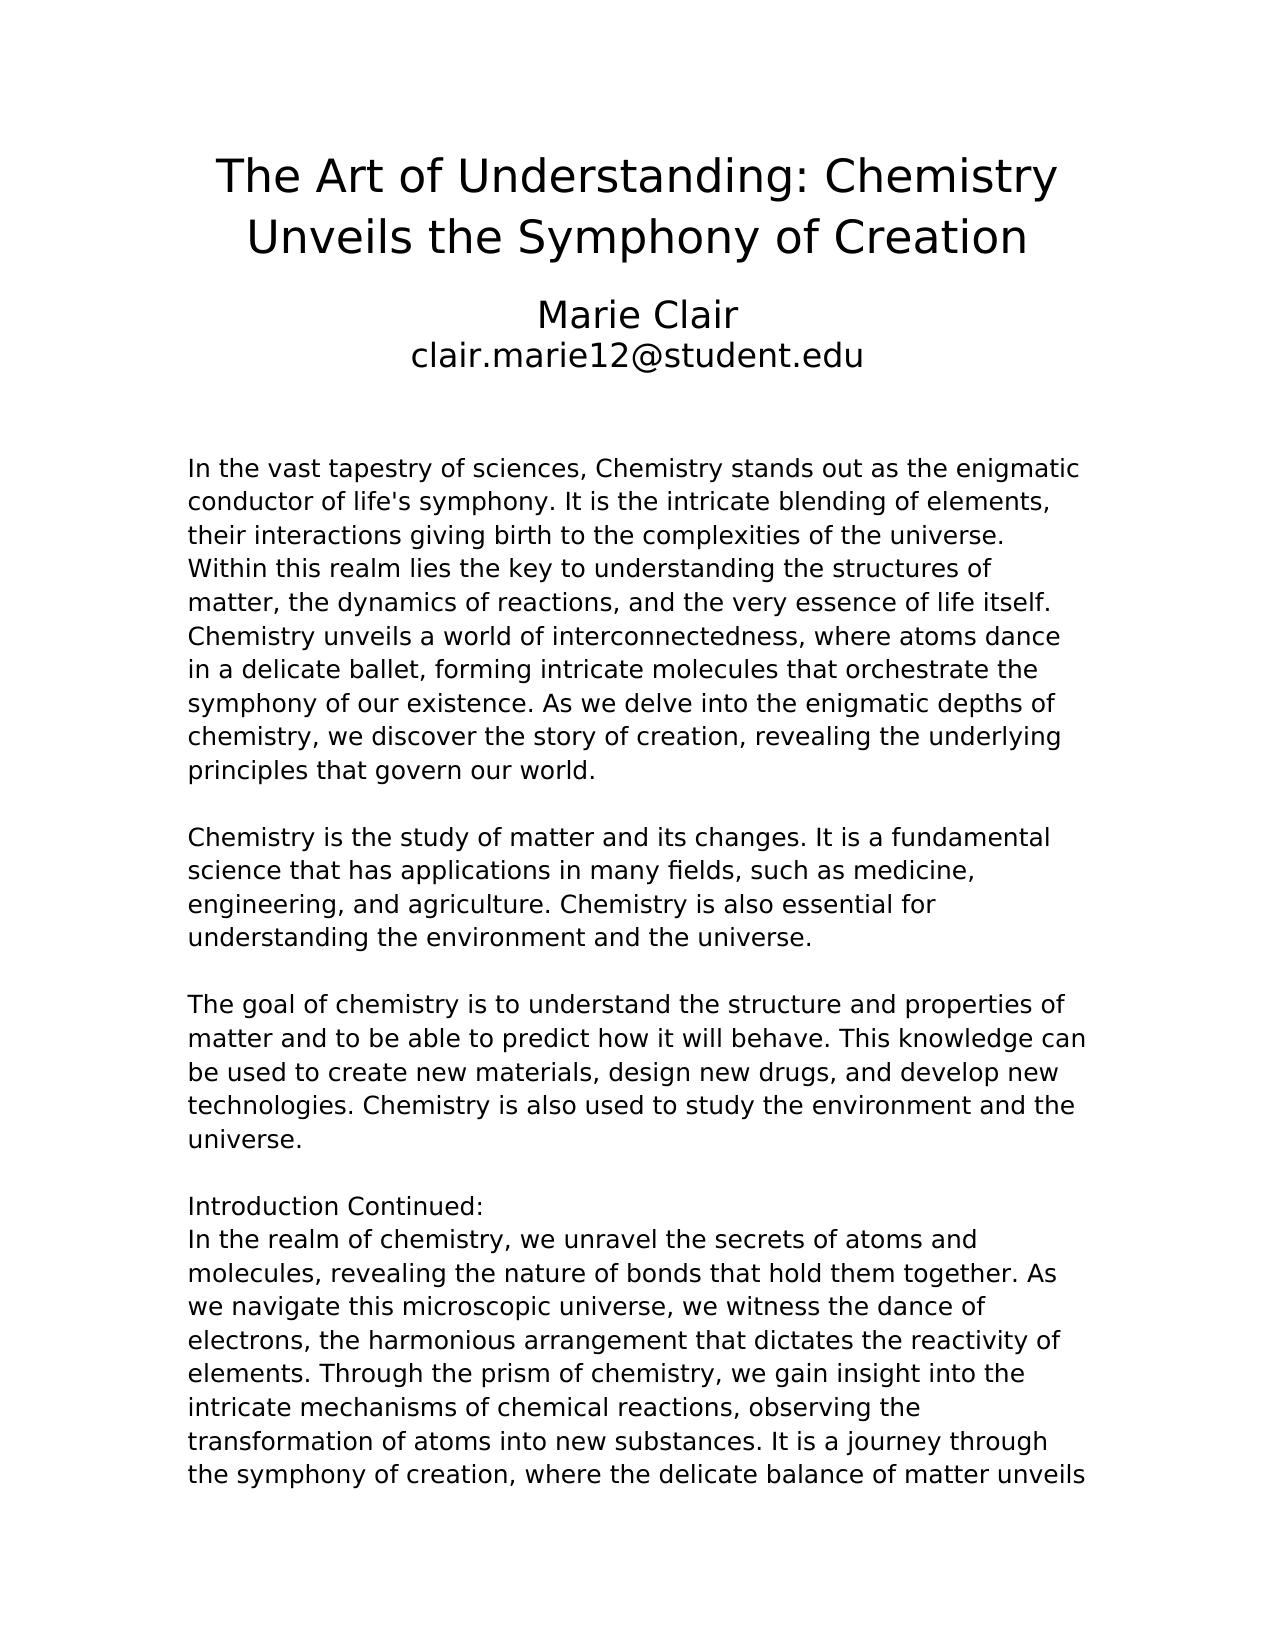 The Art of Understanding: Chemistry
Unveils the Symphony of Creation
Marie Clair
clair.marie12@student.edu
In the vast tapestry of sciences, Chemistry stands out as the enigmatic
conductor of life's symphony. It is the intricate blending of elements,
their interactions giving birth to the complexities of the universe.
Within this realm lies the key to understanding the structures of
matter, the dynamics of reactions, and the very essence of life itself.
Chemistry unveils a world of interconnectedness, where atoms dance
in a delicate ballet, forming intricate molecules that orchestrate the
symphony of our existence. As we delve into the enigmatic depths of
chemistry, we discover the story of creation, revealing the underlying
principles that govern our world.
Chemistry is the study of matter and its changes. It is a fundamental
science that has applications in many fields, such as medicine,
engineering, and agriculture. Chemistry is also essential for
understanding the environment and the universe.
The goal of chemistry is to understand the structure and properties of
matter and to be able to predict how it will behave. This knowledge can
be used to create new materials, design new drugs, and develop new
technologies. Chemistry is also used to study the environment and the
universe.
Introduction Continued:
In the realm of chemistry, we unravel the secrets of atoms and
molecules, revealing the nature of bonds that hold them together. As
we navigate this microscopic universe, we witness the dance of
electrons, the harmonious arrangement that dictates the reactivity of
elements. Through the prism of chemistry, we gain insight into the
intricate mechanisms of chemical reactions, observing the
transformation of atoms into new substances. It is a journey through
the symphony of creation, where the delicate balance of matter unveils